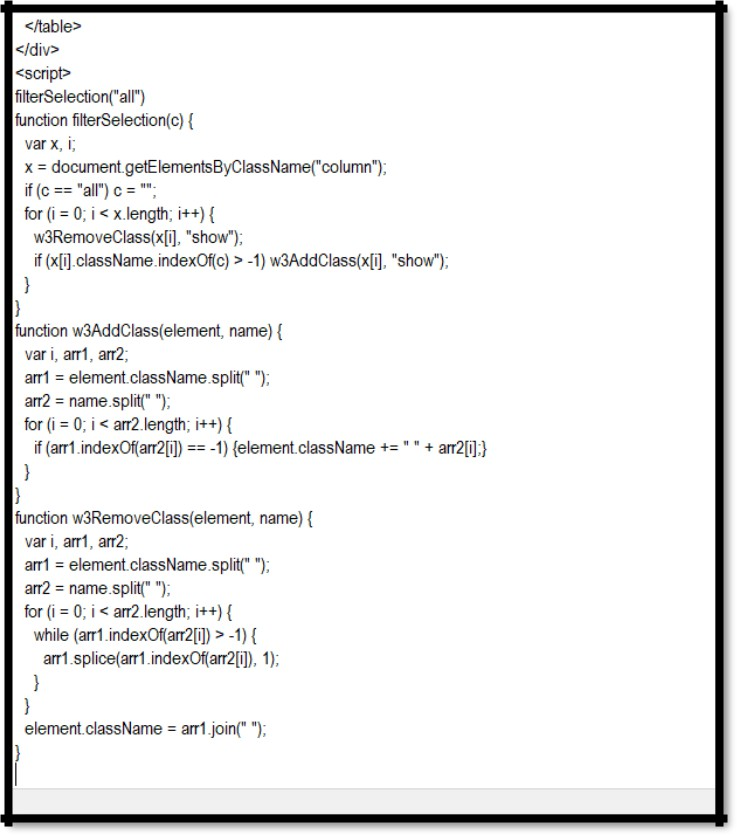 </table>
</div>
<script>
filterSelection("all")
function filterSelection(c) {
var x, i;
x = document.getElementsByClassName("column");
if (c == "all") c = "";
for (i = 0; i < x.length; i++) {
w3RemoveClass(x[i], "show");
if (x[i].className.indexOf(c) > -1) w3AddClass(x[i], "show");
}
}
function w3AddClass(element, name) {
var i, arr1, arr2;
arr1 = element.className.split(" ");
arr2 = name.split(" ");
for (i = 0; i < arr2.length; i++) {
if (arr1.indexOf(arr2[i]) == -1) {element.className += " " + arr2[i];}
}
}
function w3RemoveClass(element, name) {
var i, arr1, arr2;
arr1 = element.className.split(" ");
arr2 = name.split(" ");
for (i = 0; i < arr2.length; i++) {
while (arr1.indexOf(arr2[i]) > -1) {
arr1.splice(arr1.indexOf(arr2[i]), 1);
}
}
element.className = arr1.join(" ");
}